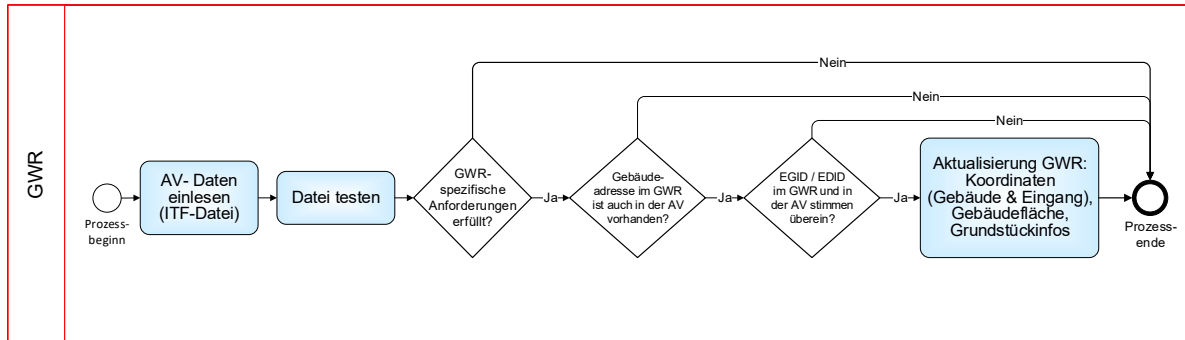 GWR
Prozess-
beginn
AV- Daten
einlesen
(ITF-Datei)
Datei testen
GWR-
spezifische
Anforderungen
erfüllt?
Nein
Ja
Gebäude-
adresse im GWR
ist auch in der AV
vorhanden?
Nein
Ja
EGID / EDID
im GWR und in
der AV stimmen
überein?
Nein
Ja
Aktualisierung GWR:
Koordinaten
(Gebäude & Eingang),
Gebäudefläche,
Grundstückinfos
Prozess-
ende